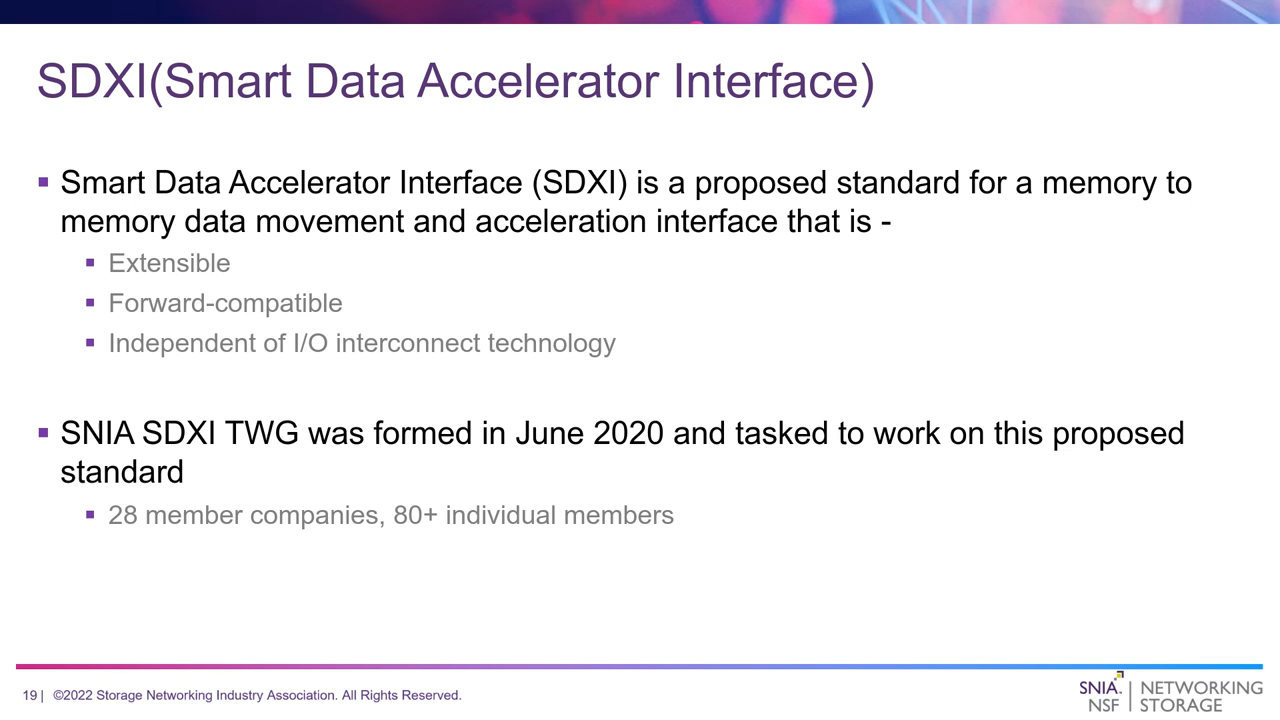 SDXI(Smart Data Accelerator Interface)
▪ Smart Data Accelerator Interface (SDXI) is a proposed standard for a memory to
memory data movement and acceleration interface that is -
▪ Extensible
▪ Forward-compatible
▪ Independent of I/O interconnect technology
▪ SNIA SDXI TWG was formed in June 2020 and tasked to work on this proposed
standard
▪ 28 member companies, 80+ individual members
19 | ©2022 Storage Networking Industry Association. All Rights Reserved.
SNIA. | NETWORKING
NSF | STORAGE